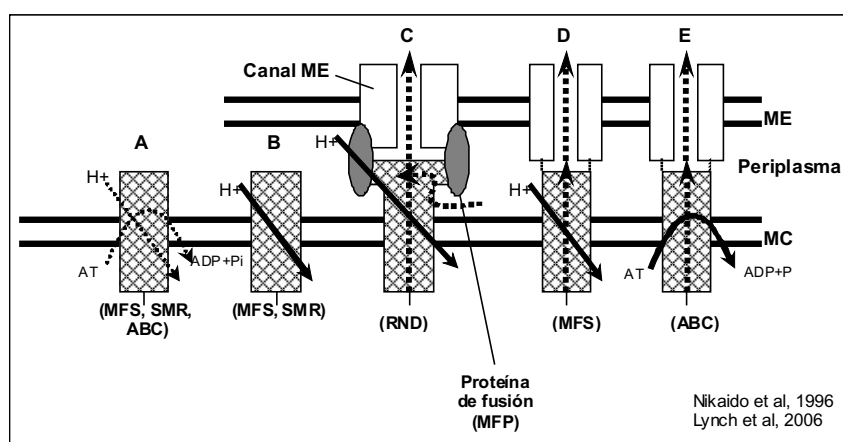 C
D
E
Canal ME
ME
A
B
H+
Periplasma
H+
H+
H+
MC
AT
ADP+Pi
AT
ADP+P
(MFS, SMR,
ABC)
(MFS, SMR)
(RND)
(MFS)
(ABC)
Proteína
de fusión
(MFP)
Nikaido et al, 1996
Lynch et al, 2006